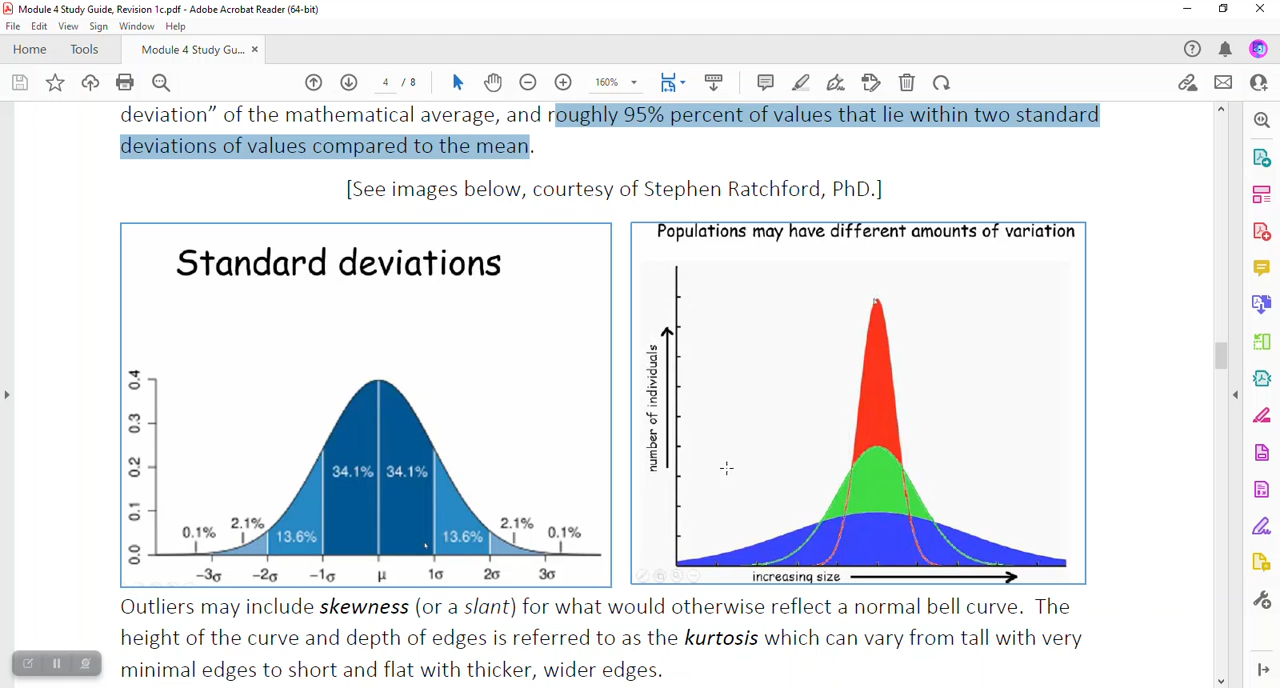 Module 4 Study Guide, Revision 1c.pdf - Adobe Acrobat Reader (64-bit)
File Edit View Sign Window Help
Home Tools Module 4 Study Gu... ×
4 / 8 160%
deviation” of the mathematical average, and roughly 95% percent of values that lie within two standard
deviations of values compared to the mean.
[See images below, courtesy of Stephen Ratchford, PhD.]
Standard deviations
0.4
0.3
0.2
0.1
0.0
34.1% 34.1%
0.1% 2.1% 13.6% 13.6% 2.1% 0.1%
−3σ −2σ −1σ μ 1σ 2σ 3σ
Populations may have different amounts of variation
number of individuals
increasing size
Outliers may include skewness (or a slant) for what would otherwise reflect a normal bell curve. The
height of the curve and depth of edges is referred to as the kurtosis which can vary from tall with very
minimal edges to short and flat with thicker, wider edges.